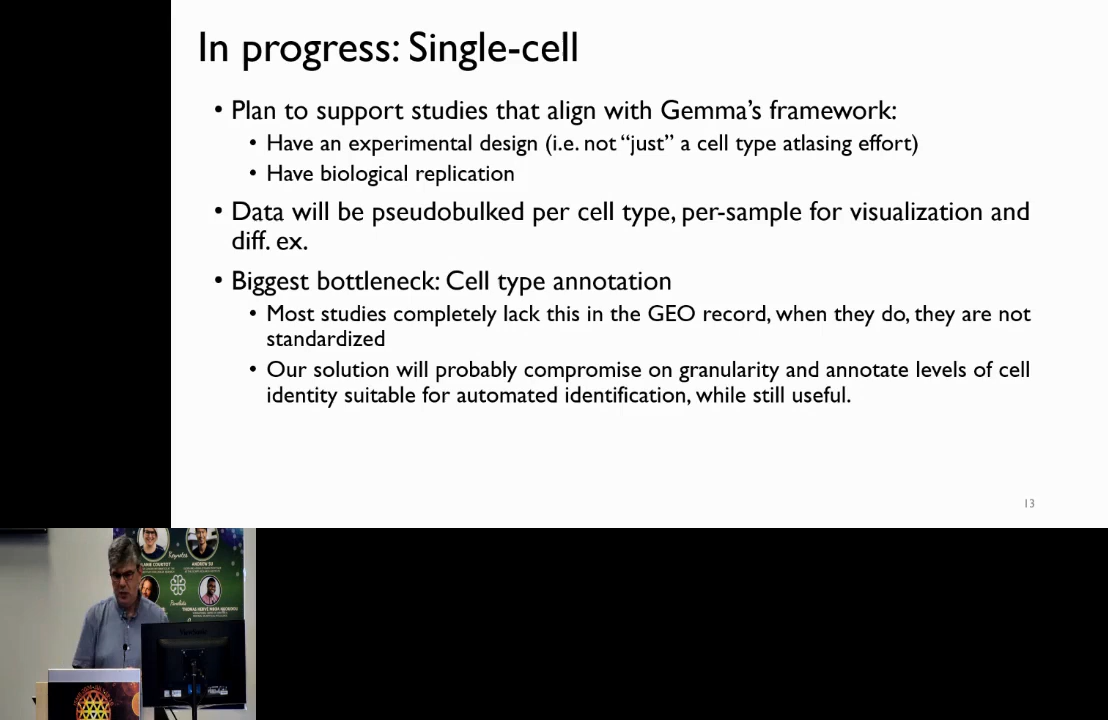 In progress: Single-cell
• Plan to support studies that align with Gemma’s framework:
• Have an experimental design (i.e. not “just” a cell type atlasing effort)
• Have biological replication
• Data will be pseudobulked per cell type, per-sample for visualization and
diff. ex.
• Biggest bottleneck: Cell type annotation
• Most studies completely lack this in the GEO record, when they do, they are not
standardized
• Our solution will probably compromise on granularity and annotate levels of cell
identity suitable for automated identification, while still useful.
13
Keynotes
Panelists
ViewSonic